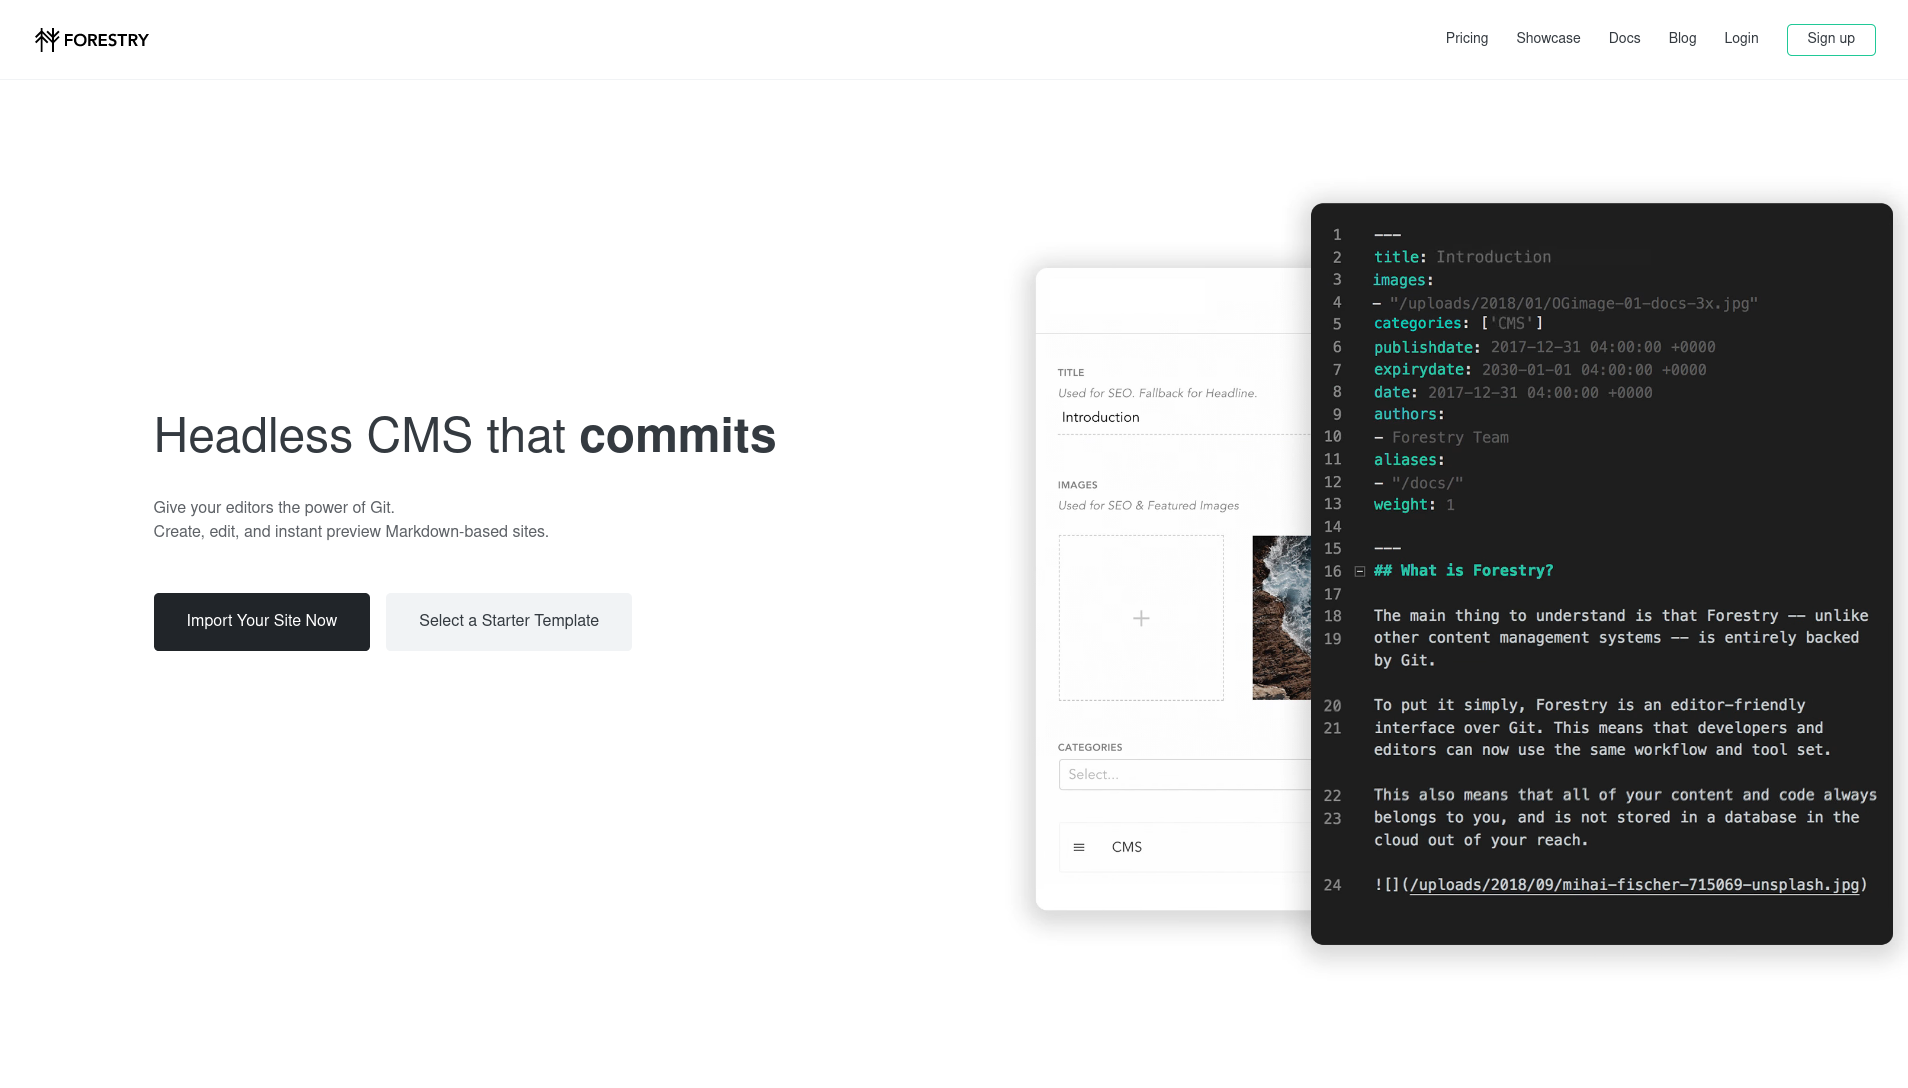 FORESTRY
Pricing
Showcase
Docs
Blog
Login
Sign up
Headless CMS that commits
Give your editors the power of Git.
Create, edit, and instant preview Markdown-based sites.
Import Your Site Now
Select a Starter Template
TITLE
Used for SEO. Fallback for Headline.
Introduction
IMAGES
Used for SEO & Featured Images
CATEGORIES
Select...
CMS
1 ---
2 title: Introduction
3 images:
4 - "/uploads/2018/01/OGimage-01-docs-3x.jpg"
5 categories: ['CMS']
6 publishdate: 2017-12-31 04:00:00 +0000
7 expirydate: 2030-01-01 04:00:00 +0000
8 date: 2017-12-31 04:00:00 +0000
9 authors:
10 - Forestry Team
11 aliases:
12 - "/docs/"
13 weight: 1
14
15 ---
16 ## What is Forestry?
17
18 The main thing to understand is that Forestry -- unlike
19 other content management systems -- is entirely backed
by Git.
20 To put it simply, Forestry is an editor-friendly
21 interface over Git. This means that developers and
editors can now use the same workflow and tool set.
22 This also means that all of your content and code always
23 belongs to you, and is not stored in a database in the
cloud out of your reach.
24 ![](/uploads/2018/09/mihai-fischer-715069-unsplash.jpg)